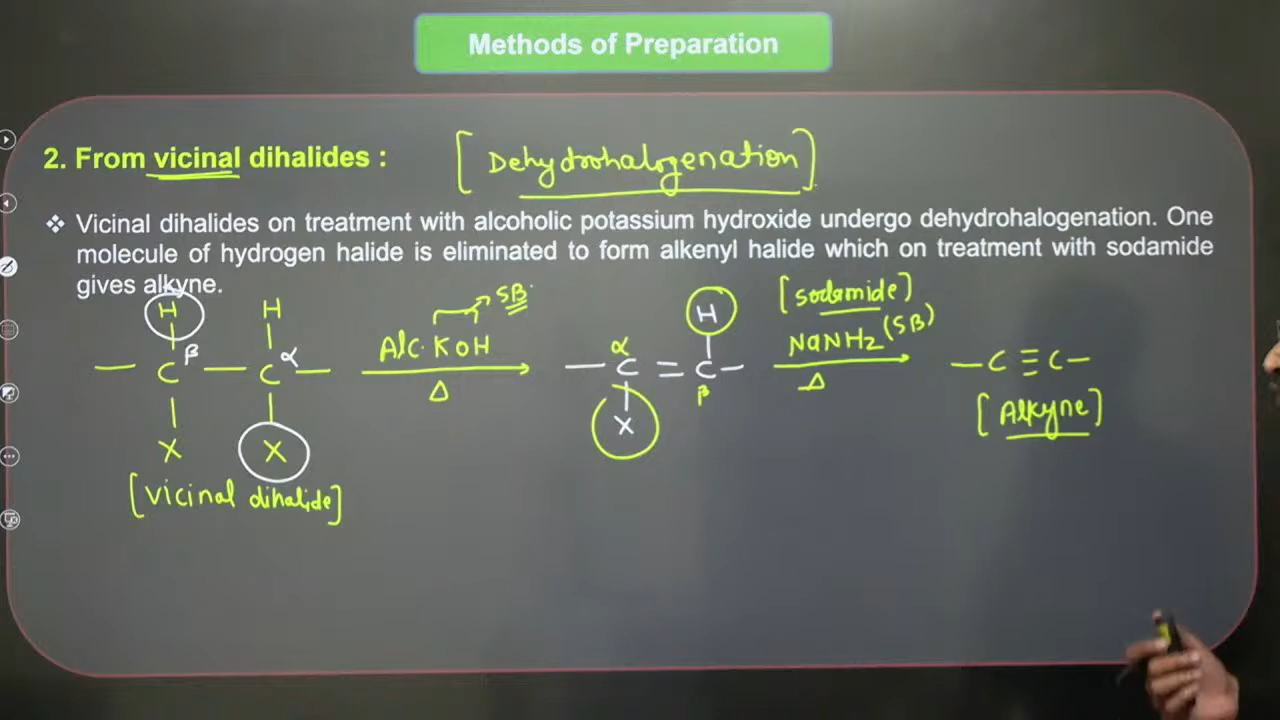 Methods of Preparation
2. From vicinal dihalides : [Dehydrohalogenation]
❖ Vicinal dihalides on treatment with alcoholic potassium hydroxide undergo dehydrohalogenation. One
molecule of hydrogen halide is eliminated to form alkenyl halide which on treatment with sodamide
gives alkyne.
H H SB. H [sodamide]
β α Alc. KOH α NaNH2 (SB)
— C — C — — C = C — — C ≡ C —
Δ β Δ
X X X [Alkyne]
[vicinal dihalide]